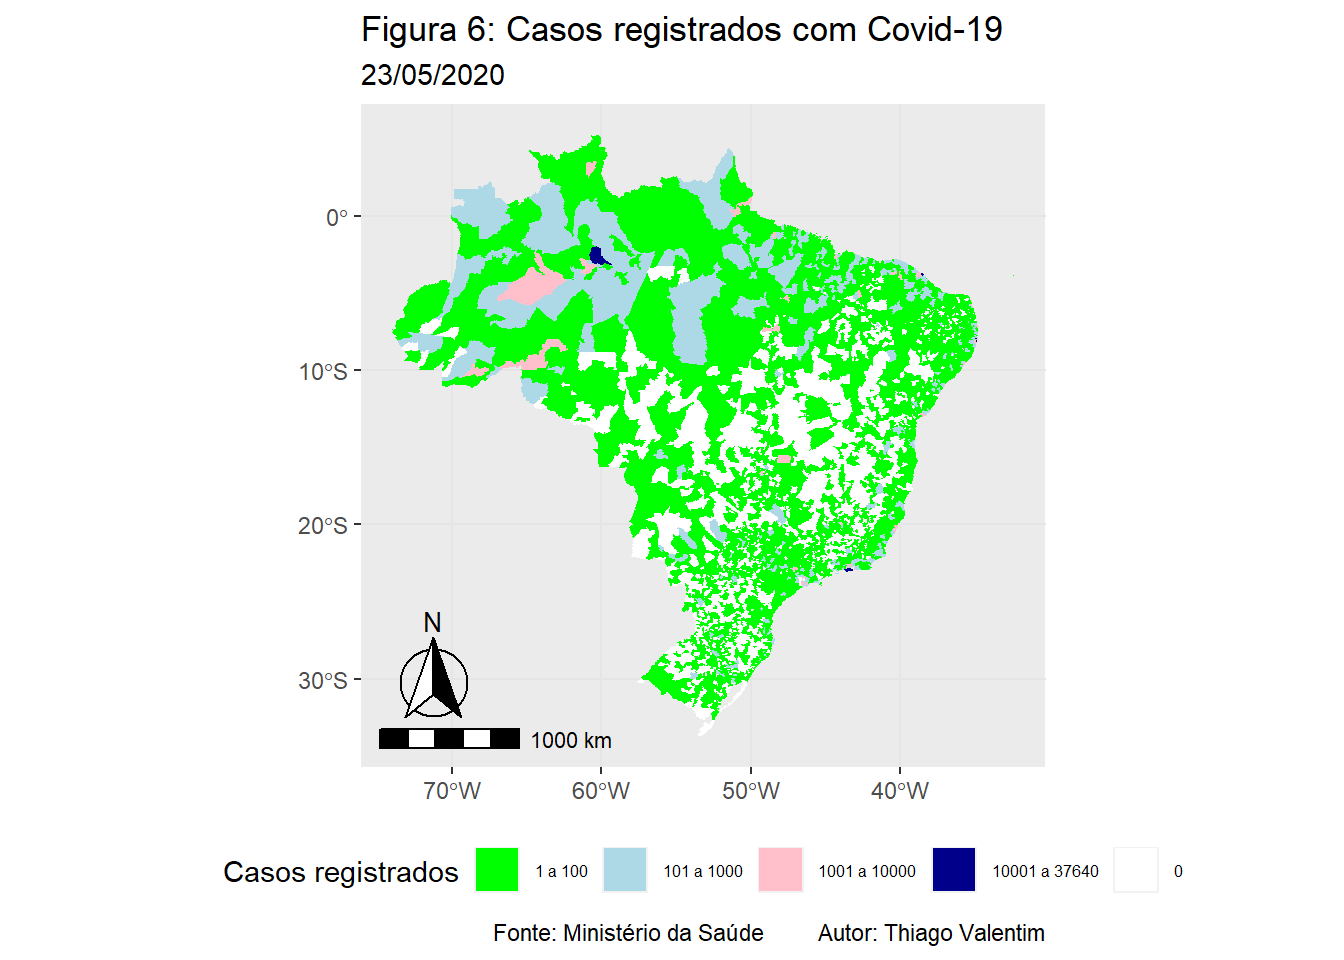 Figura 6: Casos registrados com Covid-19
23/05/2020
0°
10°S
20°S
30°S
N
1000 km
70°W 60°W 50°W 40°W
Casos registrados 1 a 100 101 a 1000 1001 a 10000 10001 a 37640 0
Fonte: Ministério da Saúde Autor: Thiago Valentim